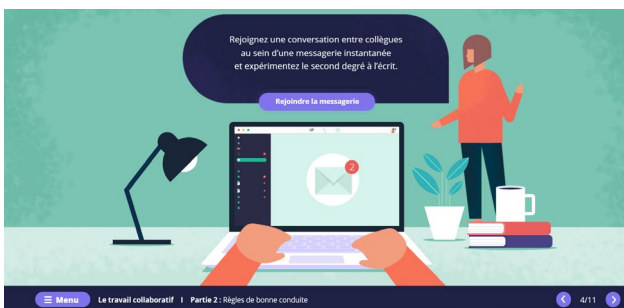 Rejoignez une conversation entre collègues
au sein d'une messagerie instantanée
et expérimentez le second degré à l'écrit.
Rejoindre la messagerie
2
☰ Menu Le travail collaboratif I Partie 2 : Règles de bonne conduite 4/11